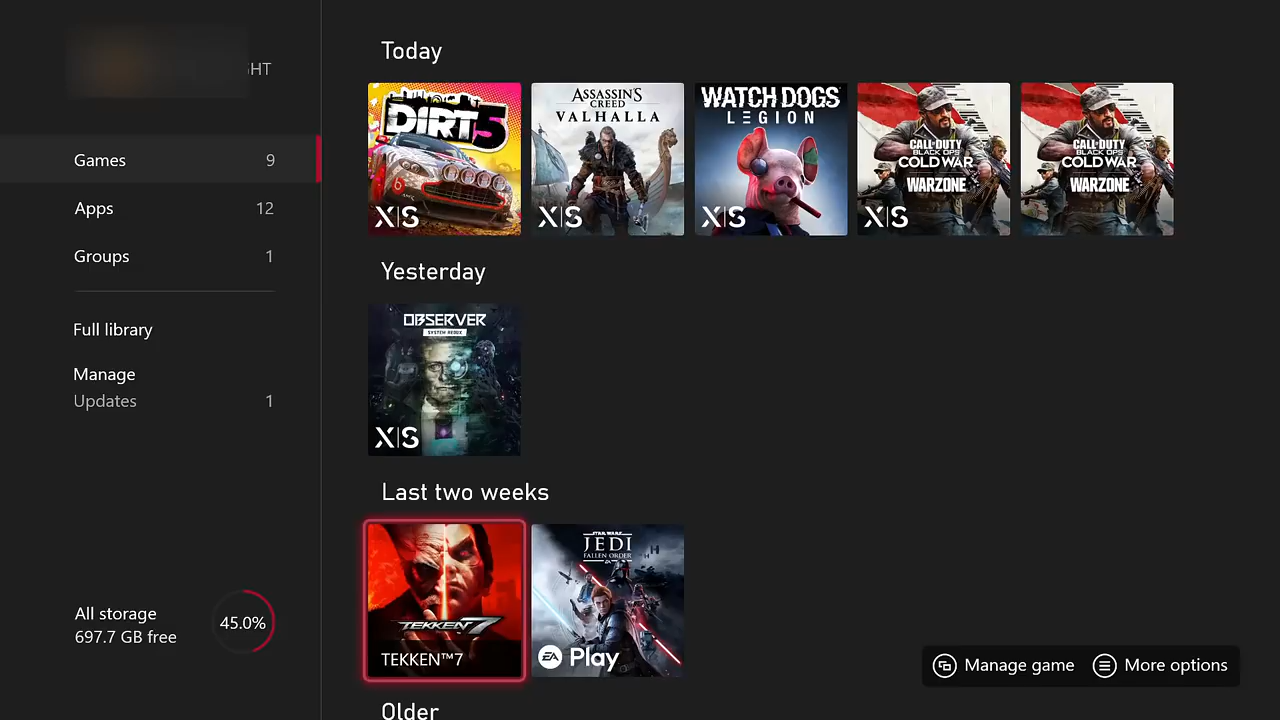 GHT
Games 9
Apps 12
Groups 1
Full library
Manage
Updates 1
All storage
697.7 GB free
45.0%
Today
DIRT 5
X|S
ASSASSIN'S
CREED
VALHALLA
X|S
WATCH DOGS
LEGION
X|S
CALL OF DUTY
BLACK OPS
COLD WAR
WARZONE
X|S
CALL OF DUTY
BLACK OPS
COLD WAR
WARZONE
Yesterday
OBSERVER
SYSTEM REDUX
X|S
Last two weeks
TEKKEN 7
TEKKEN™7
STAR WARS
JEDI
FALLEN ORDER
EA Play
Older
Manage game
More options